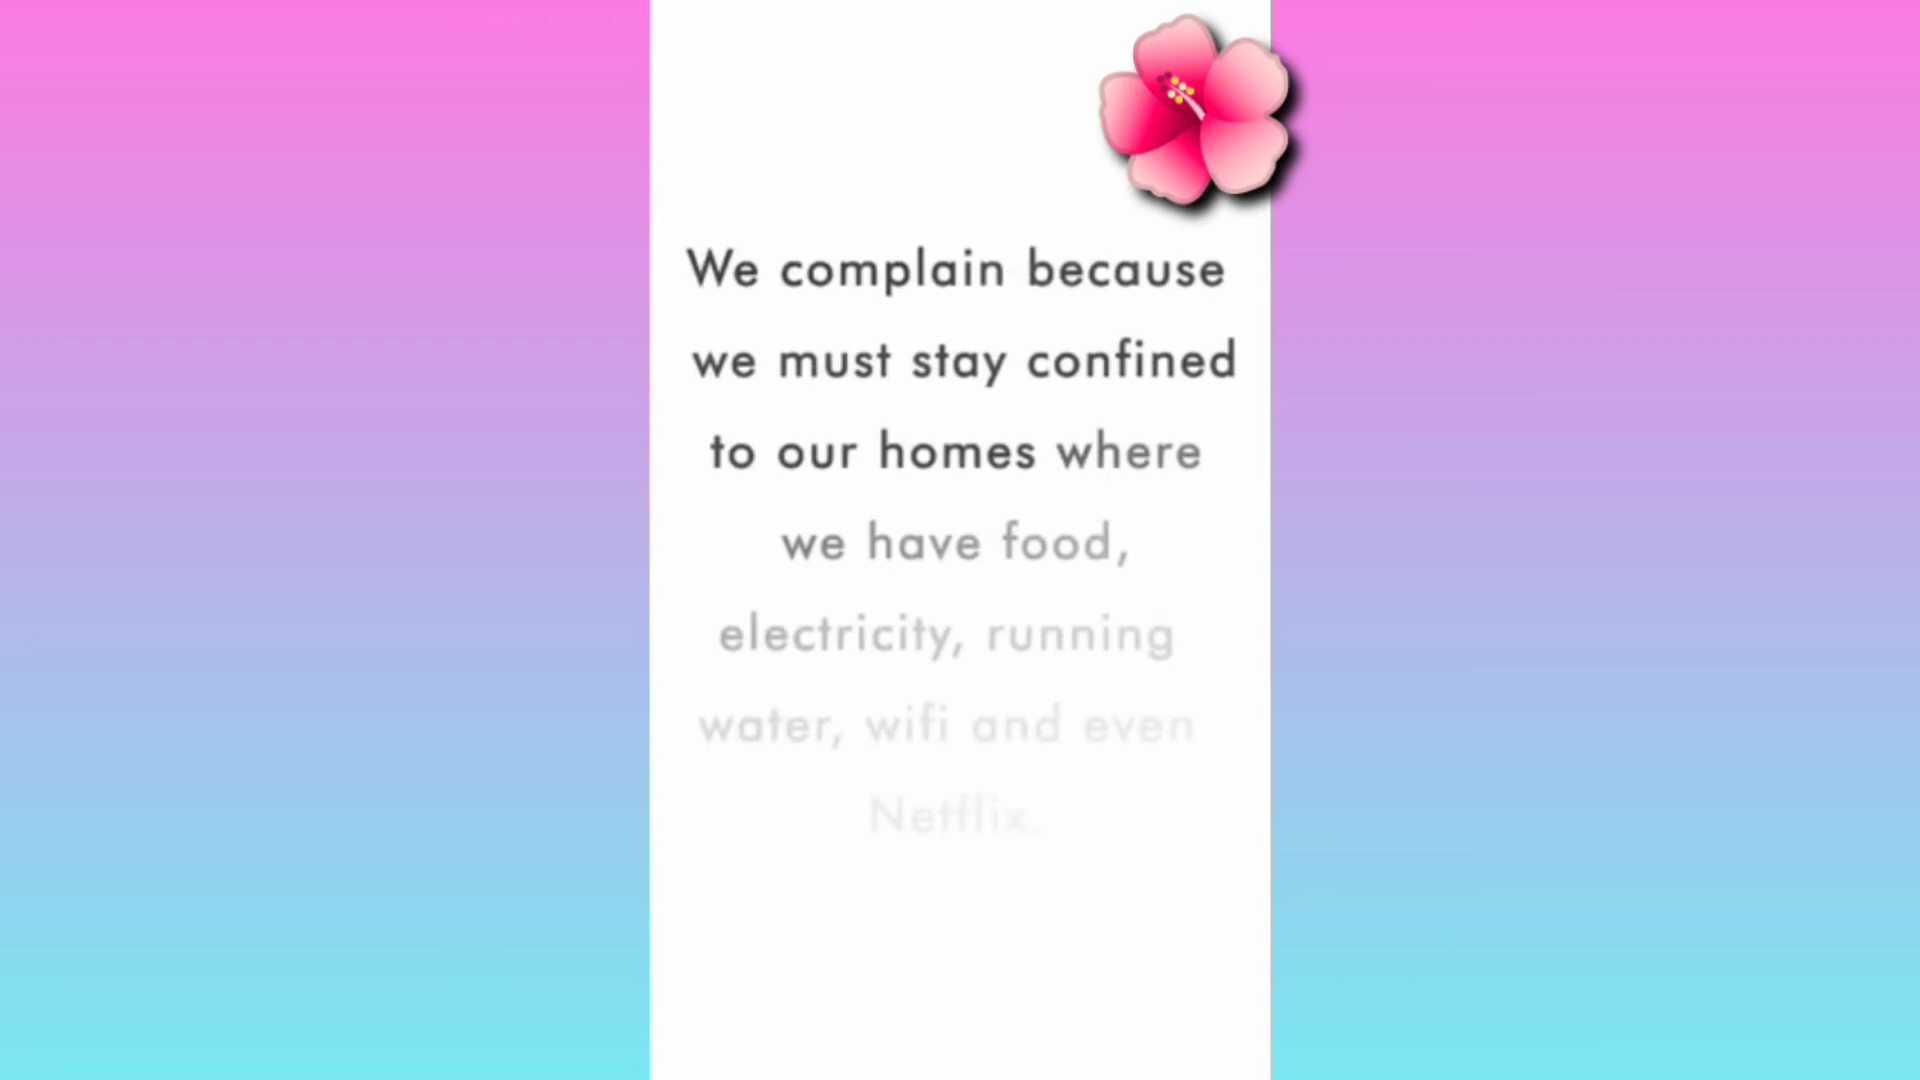 We complain because
we must stay confined
to our homes where
we have food,
electricity, running
water, wifi and even
Netflix.